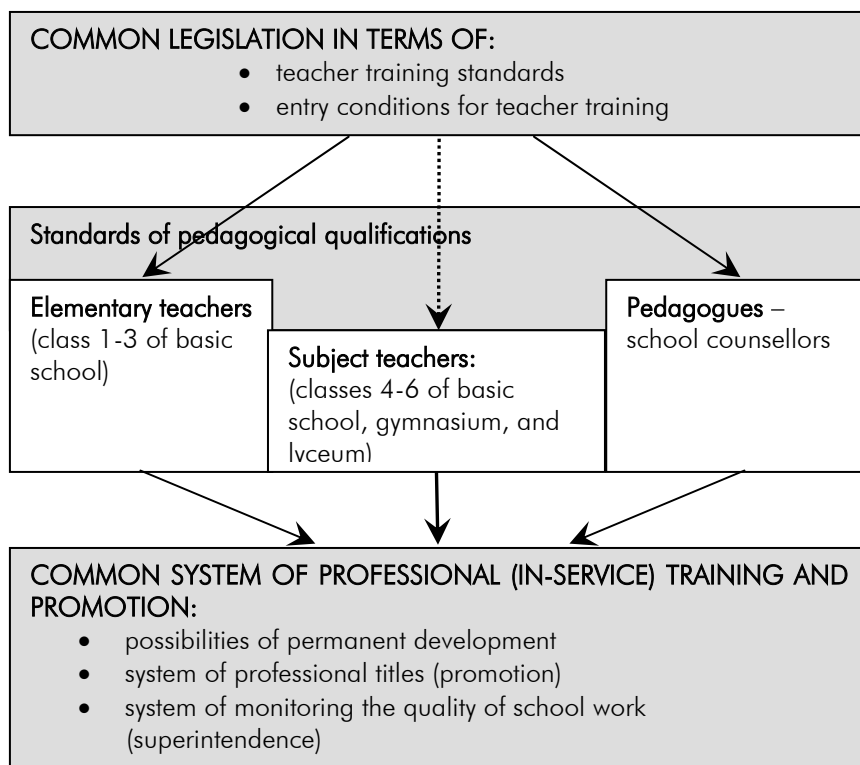 COMMON LEGISLATION IN TERMS OF:
• teacher training standards
• entry conditions for teacher training
Standards of pedagogical qualifications
Elementary teachers
(class 1-3 of basic
school)
Subject teachers:
(classes 4-6 of basic
school, gymnasium, and
lyceum)
Pedagogues –
school counsellors
COMMON SYSTEM OF PROFESSIONAL (IN-SERVICE) TRAINING AND
PROMOTION:
• possibilities of permanent development
• system of professional titles (promotion)
• system of monitoring the quality of school work
(superintendence)